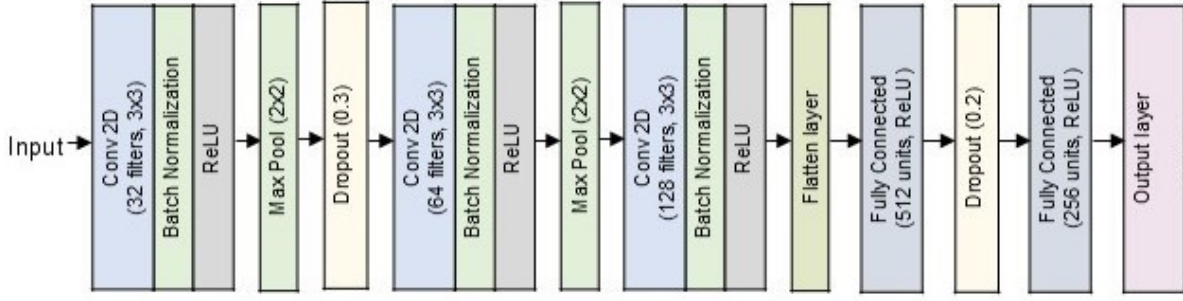 Input
Conv 2D
(32 filters, 3x3)
Batch Normalization
ReLU
Max Pool (2x2)
Dropout (0.3)
Conv 2D
(64 filters, 3x3)
Batch Normalization
ReLU
Max Pool (2x2)
Conv 2D
(128 filters, 3x3)
Batch Normalization
ReLU
Flatten layer
Fully Connected
(512 units, ReLU )
Dropout (0.2)
Fully Connected
(256 units, ReLU)
Output layer